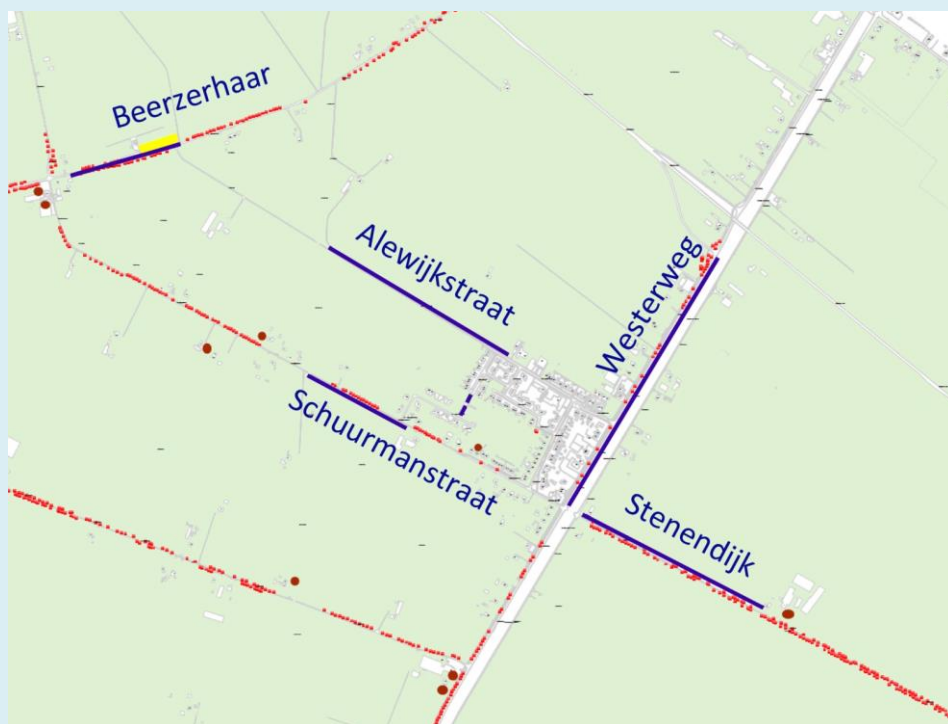 Beerzerhaar
Alewijkstraat
Westerweg
Schuurmanstraat
Stenendijk